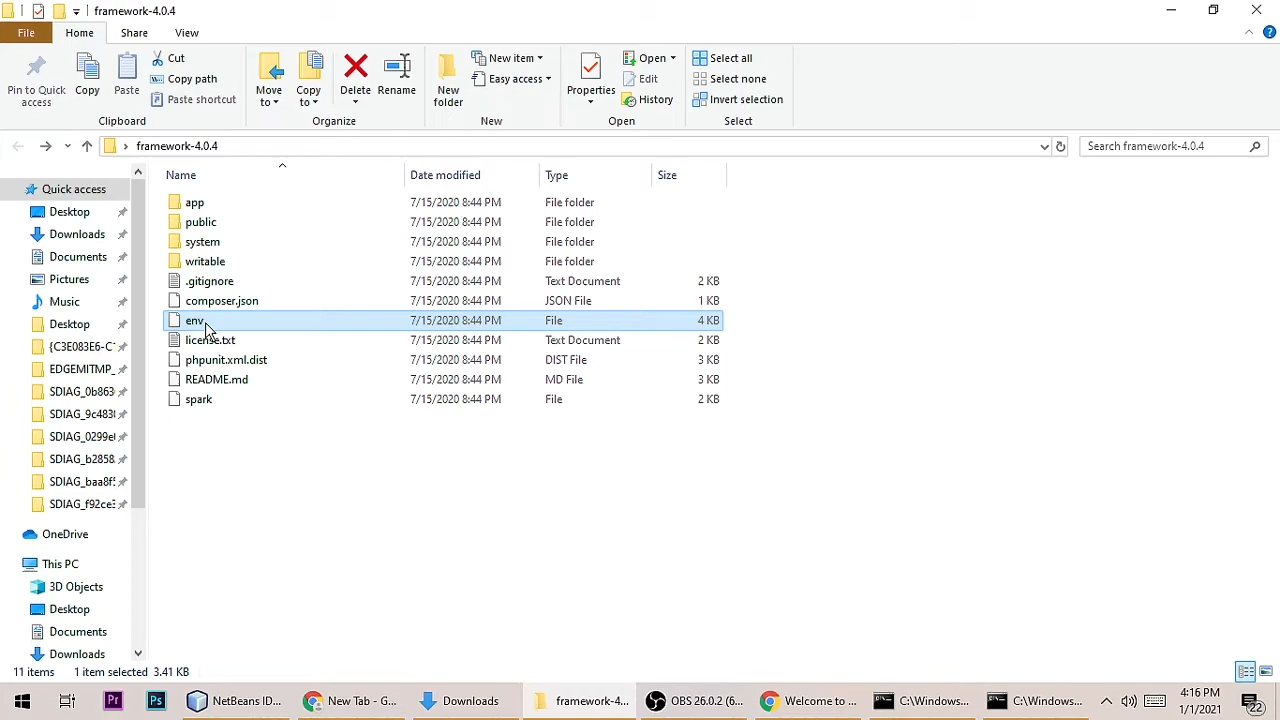 framework-4.0.4
File Home Share View
Pin to Quick access
Copy
Paste
Cut
Copy path
Paste shortcut
Clipboard
Move to
Copy to
Delete
Rename
Organize
New folder
New item
Easy access
New
Properties
Open
Edit
History
Open
Select all
Select none
Invert selection
Select
framework-4.0.4
Search framework-4.0.4
Name Date modified Type Size
app 7/15/2020 8:44 PM File folder
public 7/15/2020 8:44 PM File folder
system 7/15/2020 8:44 PM File folder
writable 7/15/2020 8:44 PM File folder
.gitignore 7/15/2020 8:44 PM Text Document 2 KB
composer.json 7/15/2020 8:44 PM JSON File 1 KB
env 7/15/2020 8:44 PM File 4 KB
license.txt 7/15/2020 8:44 PM Text Document 2 KB
phpunit.xml.dist 7/15/2020 8:44 PM DIST File 3 KB
README.md 7/15/2020 8:44 PM MD File 3 KB
spark 7/15/2020 8:44 PM File 2 KB
Quick access
Desktop
Downloads
Documents
Pictures
Music
Desktop
{C3E083E6-C
EDGEMITMP_
SDIAG_0b863
SDIAG_9c483
SDIAG_0299e
SDIAG_b2858
SDIAG_baa8f
SDIAG_f92ce
OneDrive
This PC
3D Objects
Desktop
Documents
Downloads
11 items 1 item selected 3.41 KB
Pr
Ps
NetBeans ID...
New Tab - G...
Downloads
framework-4...
OBS 26.0.2 (6...
Welcome to ...
C:\Windows...
C:\Windows...
4:16 PM
1/1/2021
22